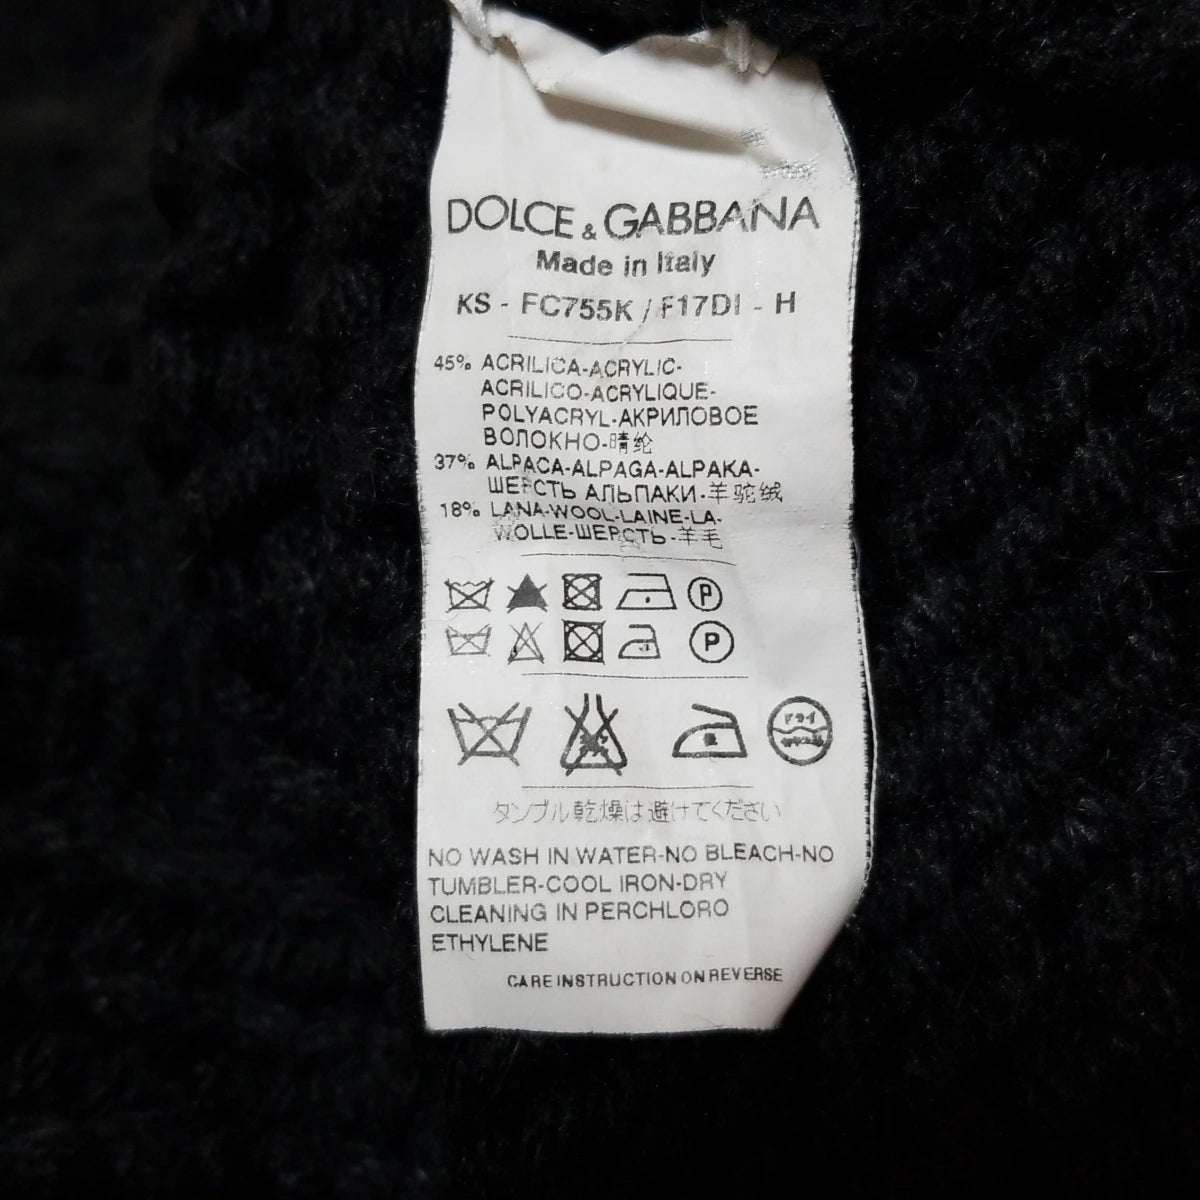 DOLCE & GABBANA
Made in Italy
KS - FC755K / F17DI - H
45% ACRILICA-ACRYLIC-
ACRILICO-ACRYLIQUE-
POLYACRYL-АКРИЛОВОЕ
ВОЛОКНО-晴纶
37% ALPACA-ALPAGA-ALPAKA-
ШЕРСТЬ АЛЬПАКИ-羊驼绒
18% LANA-WOOL-LAINE-LA-
WOLLE-ШЕРСТЬ-羊毛
P
P
ドライ
タンブル乾燥は避けてください
NO WASH IN WATER-NO BLEACH-NO
TUMBLER-COOL IRON-DRY
CLEANING IN PERCHLORO
ETHYLENE
CARE INSTRUCTION ON REVERSE